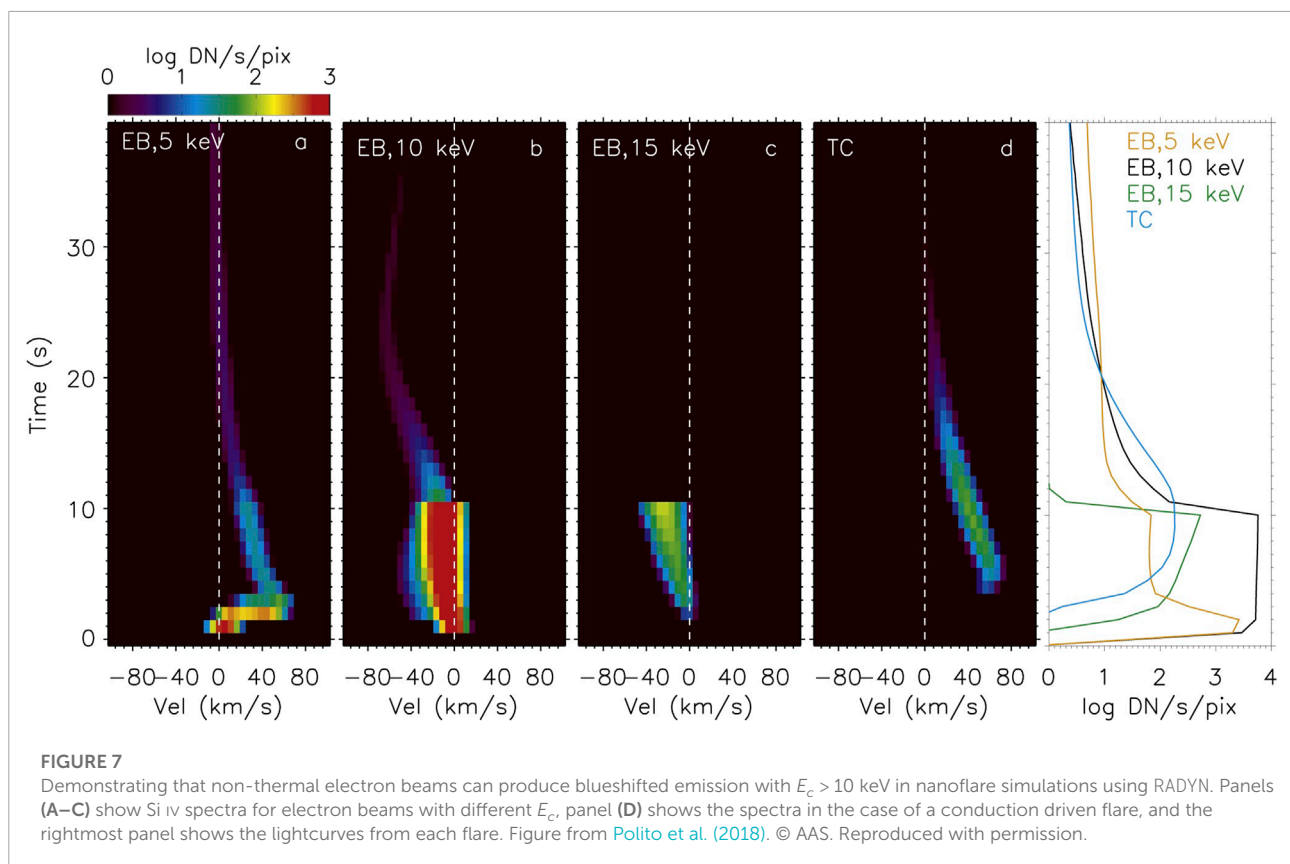 log DN/s/pix
0 1 2 3
EB,5 keV a
EB,10 keV b
EB,15 keV c
TC d
EB,5 keV
EB,10 keV
EB,15 keV
TC
Time (s)
30
20
10
0
−80 −40 0 40 80
Vel (km/s)
−80 −40 0 40 80
Vel (km/s)
−80 −40 0 40 80
Vel (km/s)
−80 −40 0 40 80
Vel (km/s)
0 1 2 3 4
log DN/s/pix
FIGURE 7
Demonstrating that non-thermal electron beams can produce blueshifted emission with E_c > 10 keV in nanoflare simulations using RADYN. Panels
(A–C) show Si IV spectra for electron beams with different E_c, panel (D) shows the spectra in the case of a conduction driven flare, and the
rightmost panel shows the lightcurves from each flare. Figure from Polito et al. (2018). © AAS. Reproduced with permission.